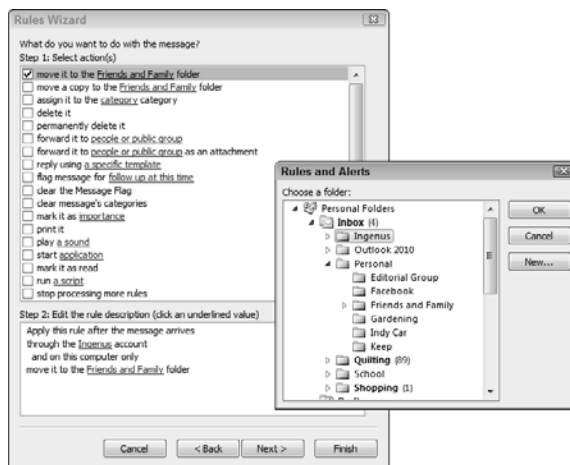 Rules Wizard
What do you want to do with the message?
Step 1: Select action(s)
move it to the Friends and Family folder
move a copy to the Friends and Family folder
assign it to the category category
delete it
permanently delete it
forward it to people or public group
forward it to people or public group as an attachment
reply using a specific template
flag message for follow up at this time
clear the Message Flag
clear message's categories
mark it as importance
print it
play a sound
start application
mark it as read
run a script
stop processing more rules
Step 2: Edit the rule description (click an underlined value)
Apply this rule after the message arrives
through the Ingenus account
and on this computer only
move it to the Friends and Family folder
Cancel
< Back
Next >
Finish
Rules and Alerts
Choose a folder:
Personal Folders
Inbox (4)
Ingenus
Outlook 2010
Personal
Editorial Group
Facebook
Friends and Family
Gardening
Indy Car
Keep
Quilting (89)
School
Shopping (1)
OK
Cancel
New...